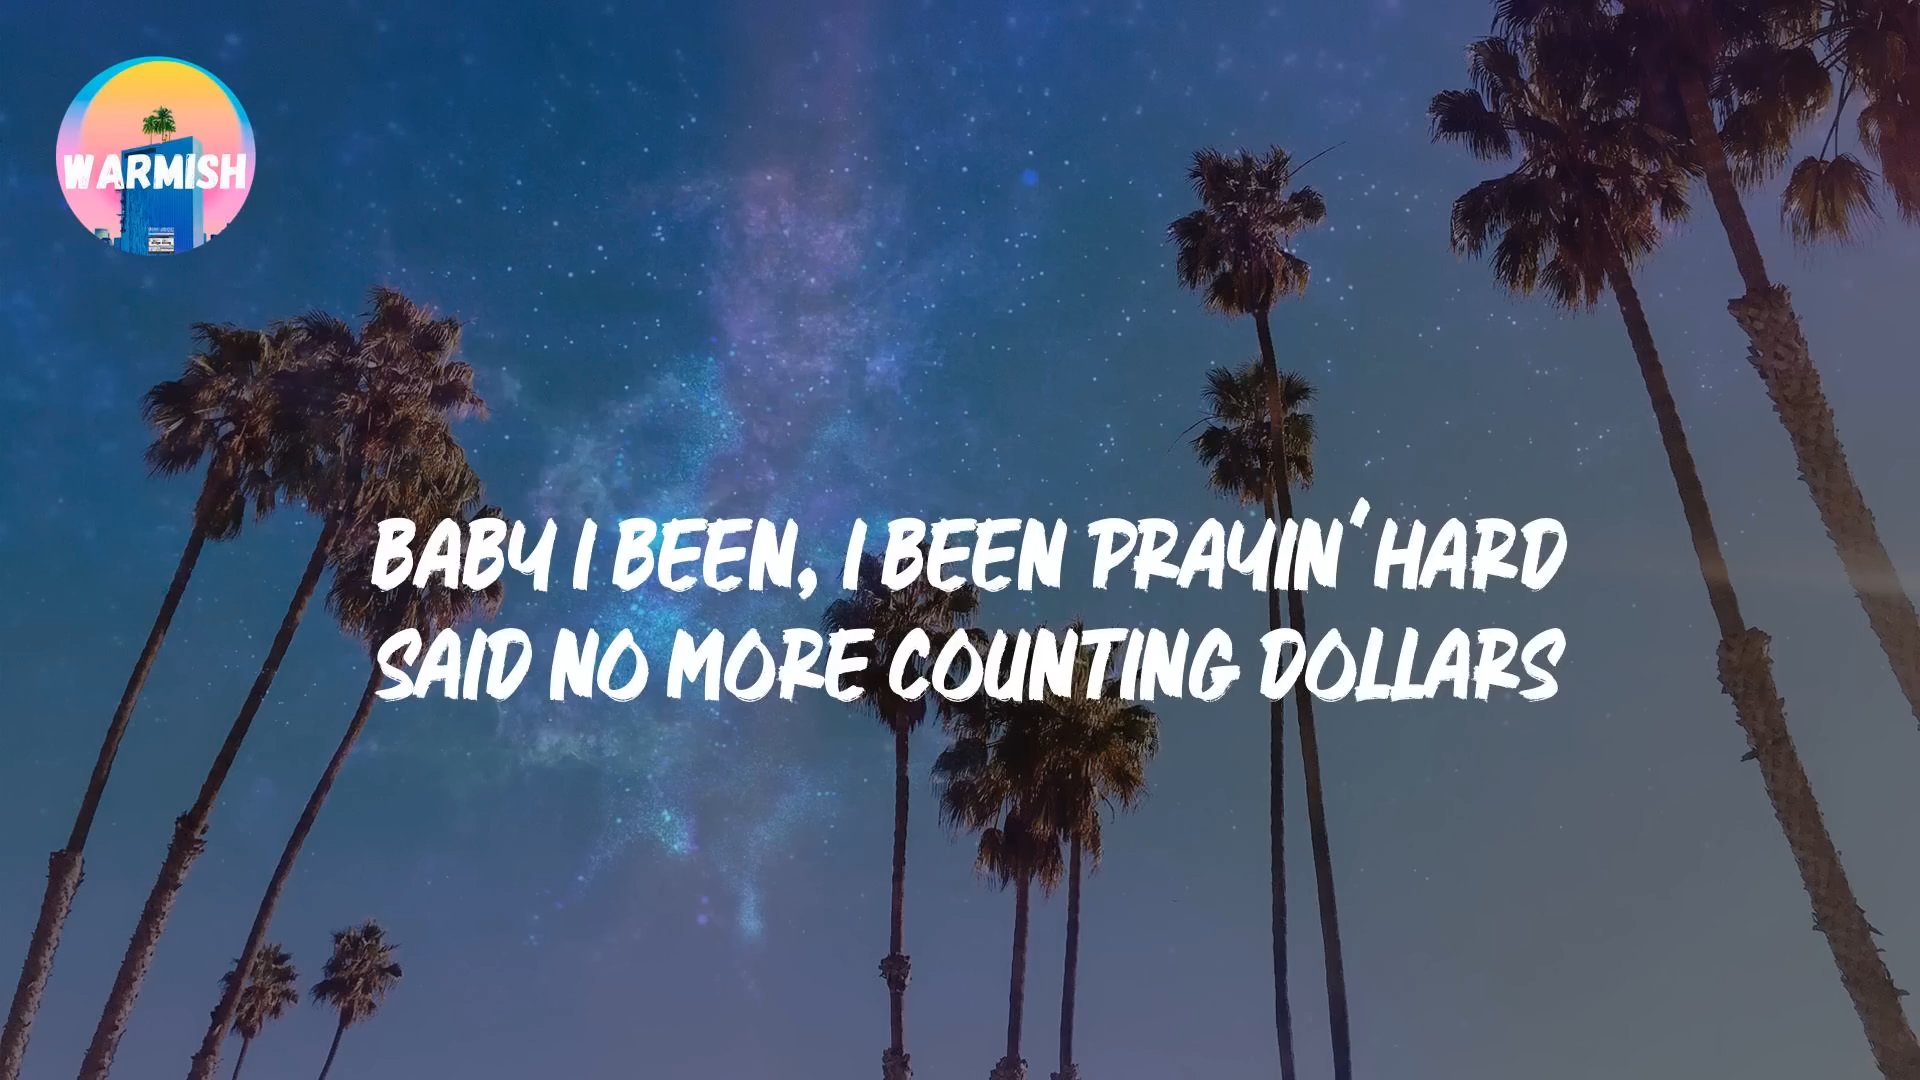 WARMISH
BABY I BEEN, I BEEN PRAYIN' HARD
SAID NO MORE COUNTING DOLLARS